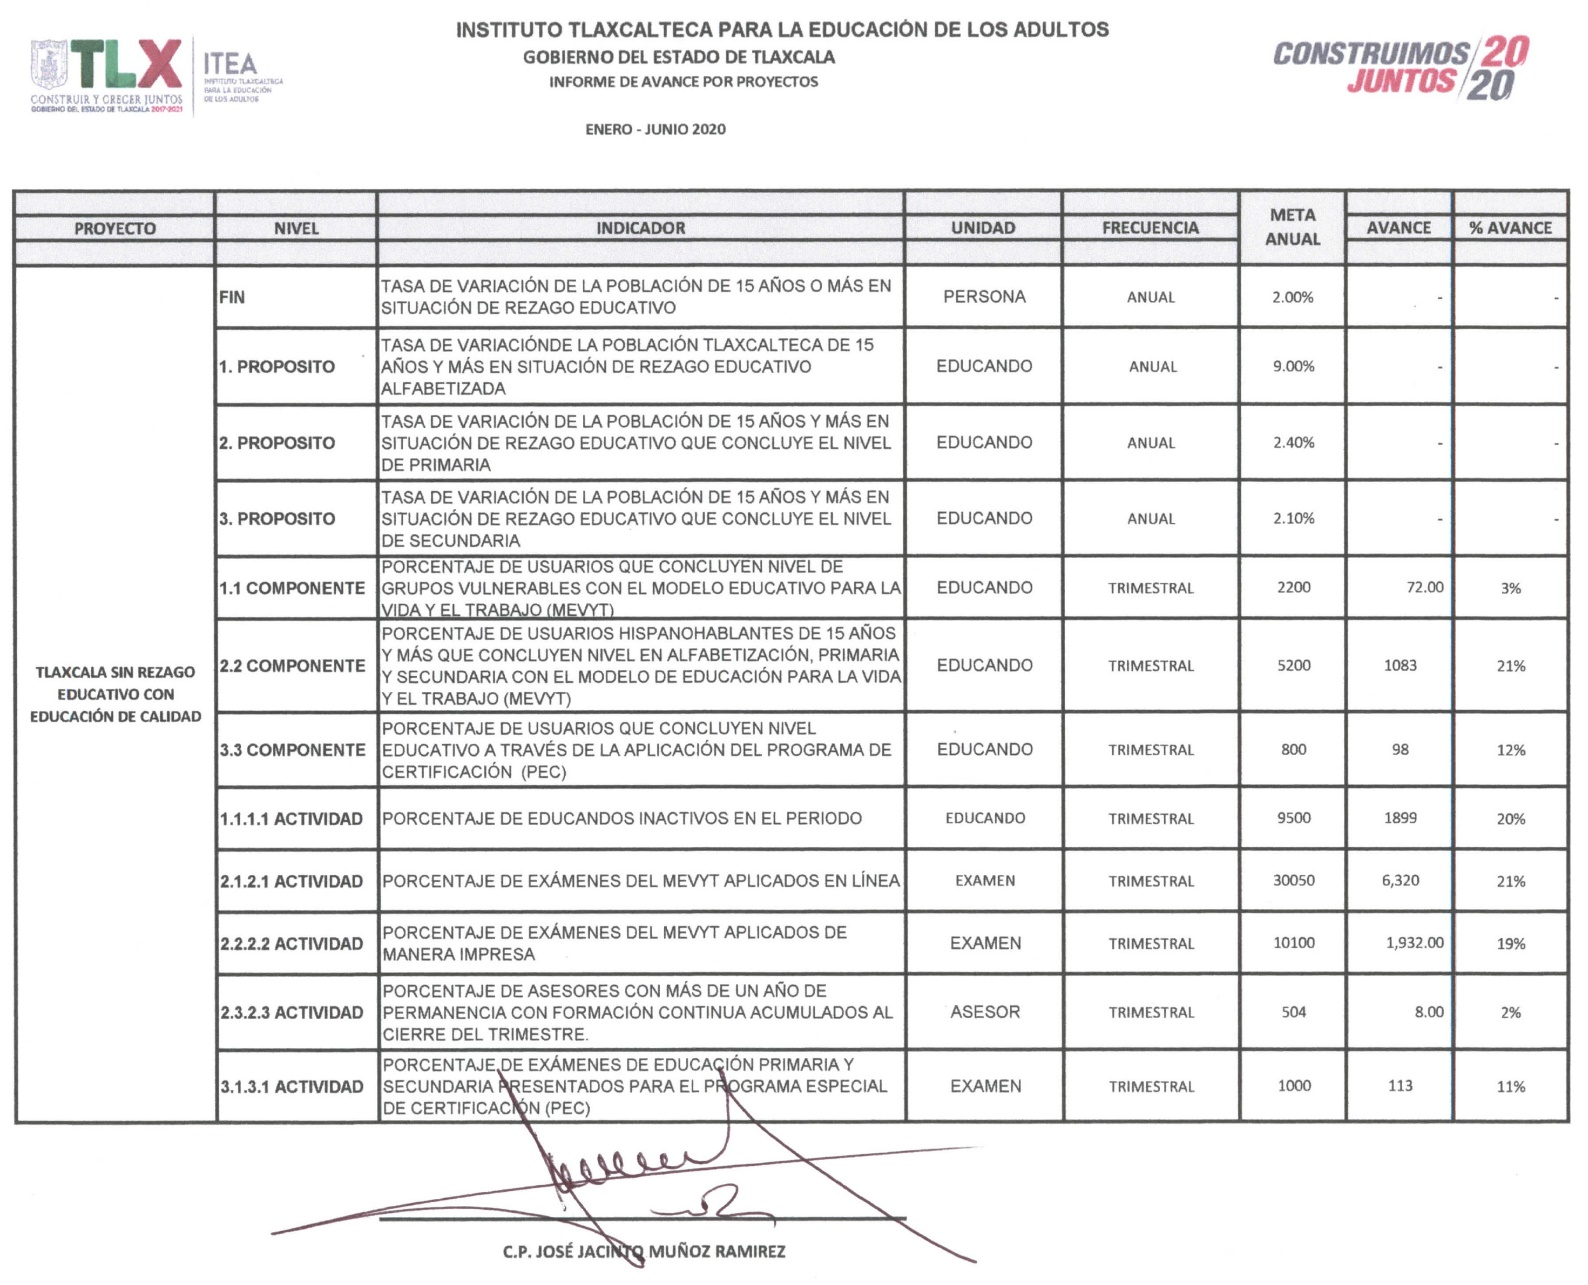 INSTITUTO TLAXCALTECA PARA LA EDUCACIÓN DE LOS ADULTOS
GOBIERNO DEL ESTADO DE TLAXCALA
INFORME DE AVANCE POR PROYECTOS
ENERO - JUNIO 2020
TLX
CONSTRUIR Y CRECER JUNTOS
GOBIERNO DEL ESTADO DE TLAXCALA 2017-2021
ITEA
INSTITUTO TLAXCALTECA
PARA LA EDUCACIÓN
DE LOS ADULTOS
CONSTRUIMOS 20
JUNTOS 20
PROYECTO NIVEL INDICADOR UNIDAD FRECUENCIA META ANUAL AVANCE % AVANCE
TLAXCALA SIN REZAGO
EDUCATIVO CON
EDUCACIÓN DE CALIDAD
FIN
TASA DE VARIACIÓN DE LA POBLACIÓN DE 15 AÑOS O MÁS EN
SITUACIÓN DE REZAGO EDUCATIVO
PERSONA ANUAL 2.00% - -
1. PROPOSITO
TASA DE VARIACIÓNDE LA POBLACIÓN TLAXCALTECA DE 15
AÑOS Y MÁS EN SITUACIÓN DE REZAGO EDUCATIVO
ALFABETIZADA
EDUCANDO ANUAL 9.00% - -
2. PROPOSITO
TASA DE VARIACIÓN DE LA POBLACIÓN DE 15 AÑOS Y MÁS EN
SITUACIÓN DE REZAGO EDUCATIVO QUE CONCLUYE EL NIVEL
DE PRIMARIA
EDUCANDO ANUAL 2.40% - -
3. PROPOSITO
TASA DE VARIACIÓN DE LA POBLACIÓN DE 15 AÑOS Y MÁS EN
SITUACIÓN DE REZAGO EDUCATIVO QUE CONCLUYE EL NIVEL
DE SECUNDARIA
EDUCANDO ANUAL 2.10% - -
1.1 COMPONENTE
PORCENTAJE DE USUARIOS QUE CONCLUYEN NIVEL DE
GRUPOS VULNERABLES CON EL MODELO EDUCATIVO PARA LA
VIDA Y EL TRABAJO (MEVYT)
EDUCANDO TRIMESTRAL 2200 72.00 3%
2.2 COMPONENTE
PORCENTAJE DE USUARIOS HISPANOHABLANTES DE 15 AÑOS
Y MÁS QUE CONCLUYEN NIVEL EN ALFABETIZACIÓN, PRIMARIA
Y SECUNDARIA CON EL MODELO DE EDUCACIÓN PARA LA VIDA
Y EL TRABAJO (MEVYT)
EDUCANDO TRIMESTRAL 5200 1083 21%
3.3 COMPONENTE
PORCENTAJE DE USUARIOS QUE CONCLUYEN NIVEL
EDUCATIVO A TRAVÉS DE LA APLICACIÓN DEL PROGRAMA DE
CERTIFICACIÓN (PEC)
EDUCANDO TRIMESTRAL 800 98 12%
1.1.1.1 ACTIVIDAD
PORCENTAJE DE EDUCANDOS INACTIVOS EN EL PERIODO
EDUCANDO TRIMESTRAL 9500 1899 20%
2.1.2.1 ACTIVIDAD
PORCENTAJE DE EXÁMENES DEL MEVYT APLICADOS EN LÍNEA
EXAMEN TRIMESTRAL 30050 6,320 21%
2.2.2.2 ACTIVIDAD
PORCENTAJE DE EXÁMENES DEL MEVYT APLICADOS DE
MANERA IMPRESA
EXAMEN TRIMESTRAL 10100 1,932.00 19%
2.3.2.3 ACTIVIDAD
PORCENTAJE DE ASESORES CON MÁS DE UN AÑO DE
PERMANENCIA CON FORMACIÓN CONTINUA ACUMULADOS AL
CIERRE DEL TRIMESTRE.
ASESOR TRIMESTRAL 504 8.00 2%
3.1.3.1 ACTIVIDAD
PORCENTAJE DE EXÁMENES DE EDUCACIÓN PRIMARIA Y
SECUNDARIA PRESENTADOS PARA EL PROGRAMA ESPECIAL
DE CERTIFICACIÓN (PEC)
EXAMEN TRIMESTRAL 1000 113 11%
C.P. JOSÉ JACINTO MUÑOZ RAMIREZ